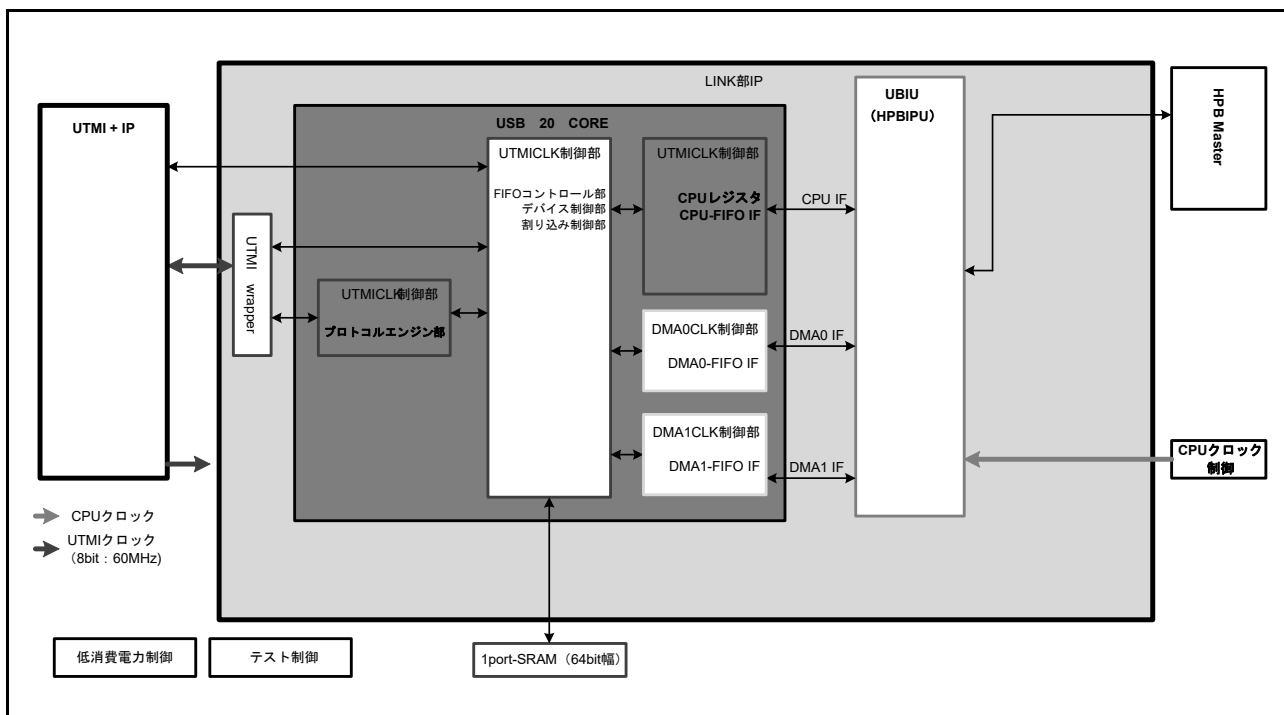 LINK部IP
UTMI + IP
USB 20 CORE
UTMICLK制御部
FIFOコントロール部
デバイス制御部
割り込み制御部
UTMICLK制御部
CPUレジスタ
CPU-FIFO IF
CPU IF
UBIU
(HPBIPU)
HPB Master
UTMI wrapper
UTMICLK制御部
プロトコルエンジン部
DMA0CLK制御部
DMA0-FIFO IF
DMA0 IF
DMA1CLK制御部
DMA1-FIFO IF
DMA1 IF
CPUクロック
制御
CPUクロック
UTMIクロック
(8bit:60MHz)
低消費電力制御
テスト制御
1port-SRAM(64bit幅)